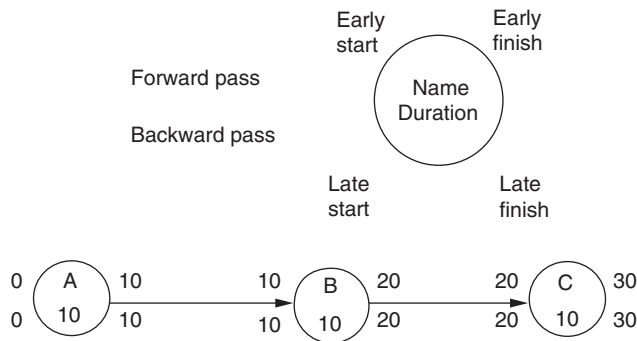 Early
start
Early
finish
Forward pass
Name
Duration
Backward pass
Late
start
Late
finish
0 A 10 10 B 20 20 C 30
0 10 10 10 10 20 20 10 30